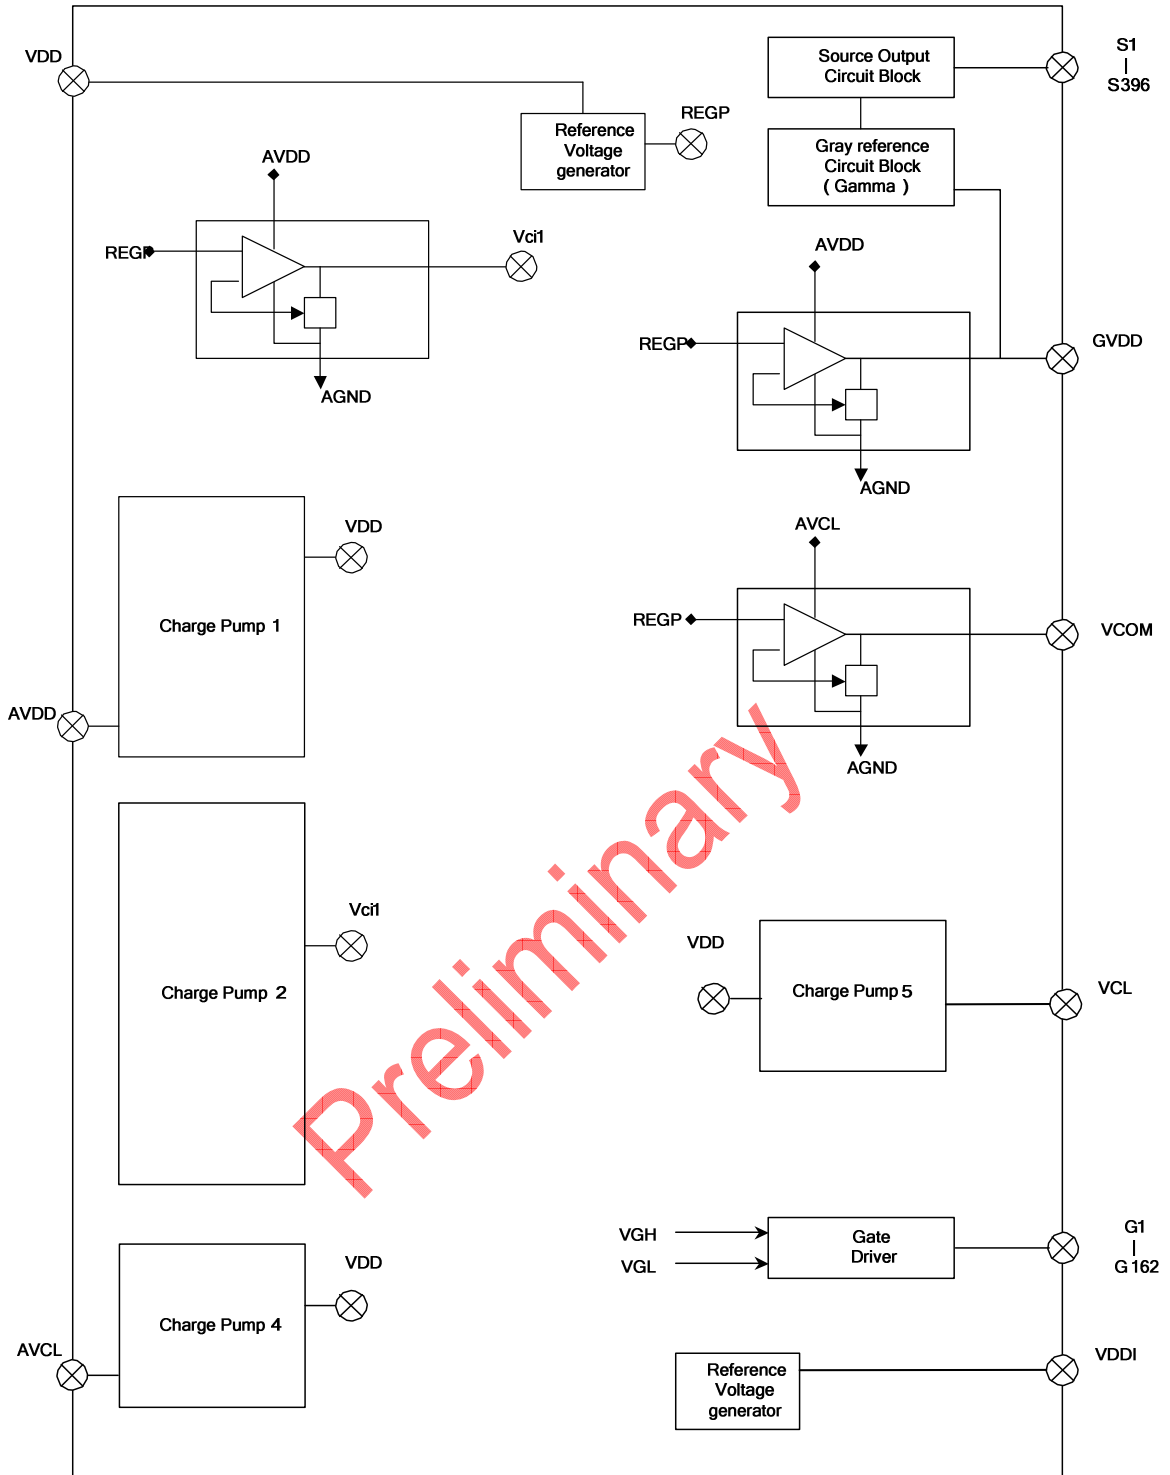 VDD
Source Output
Circuit Block
S1
S396
REGP
Reference
Voltage
generator
Gray reference
Circuit Block
( Gamma )
AVDD
REGP
Vci1
AGND
AVDD
REGP
GVDD
AGND
VDD
Charge Pump 1
AVDD
AVCL
REGP
VCOM
AGND
Preliminary
Vci1
Charge Pump 2
VDD
Charge Pump 5
VCL
VGH
VGL
Gate
Driver
G1
G162
VDD
Charge Pump 4
AVCL
Reference
Voltage
generator
VDDI